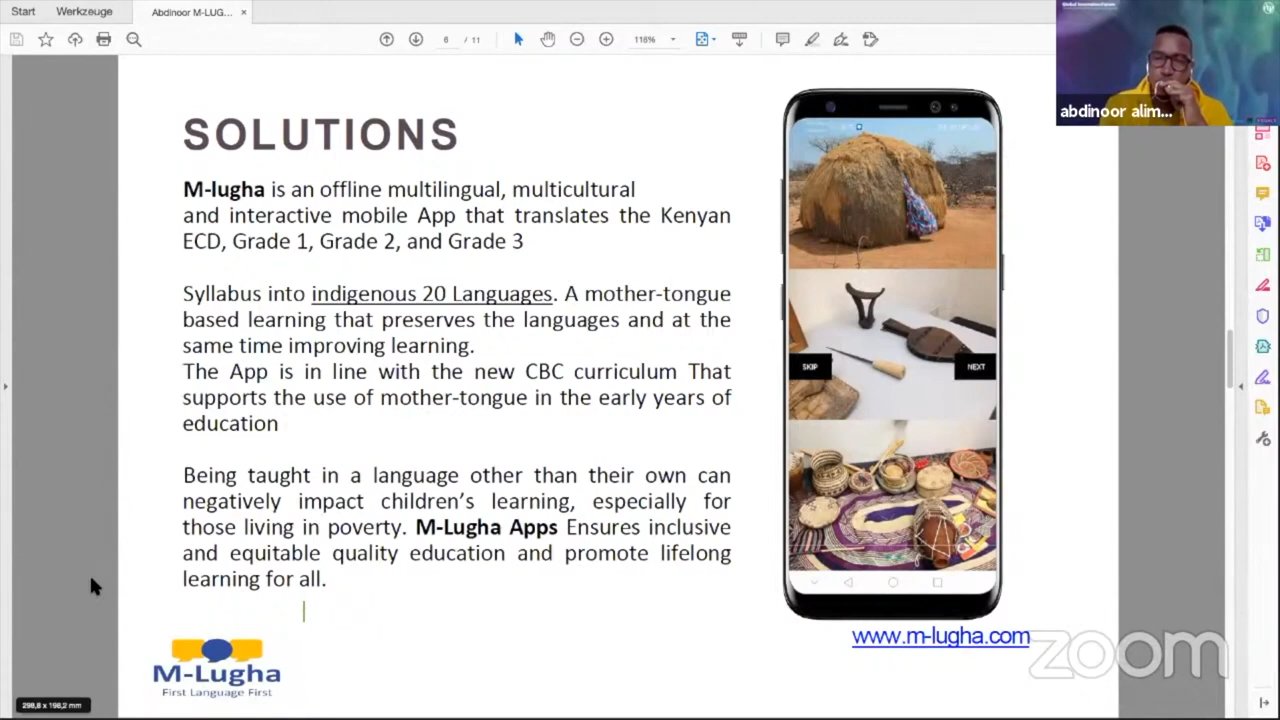 Start
Werkzeuge
Abdinoor M-LUG... ×
6 / 11
116%
abdinoor alim...
SOLUTIONS
M-lugha is an offline multilingual, multicultural
and interactive mobile App that translates the Kenyan
ECD, Grade 1, Grade 2, and Grade 3
Syllabus into indigenous 20 Languages. A mother-tongue
based learning that preserves the languages and at the
same time improving learning.
The App is in line with the new CBC curriculum That
supports the use of mother-tongue in the early years of
education
Being taught in a language other than their own can
negatively impact children's learning, especially for
those living in poverty. M-Lugha Apps Ensures inclusive
and equitable quality education and promote lifelong
learning for all.
SKIP
NEXT
www.m-lugha.com
zoom
M-Lugha
First Language First
298,8 x 198,2 mm